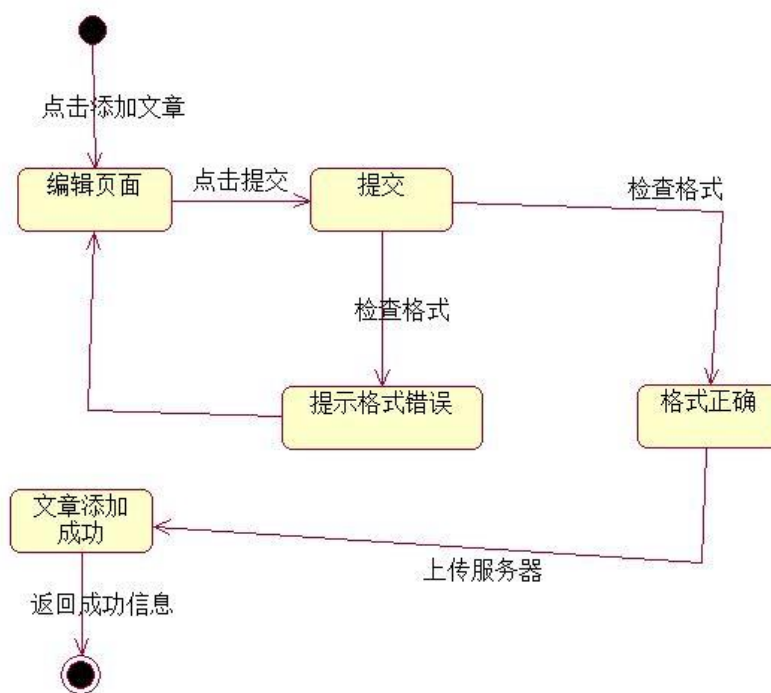 点击添加文章
编辑页面
点击提交
提交
检查格式
检查格式
提示格式错误
格式正确
文章添加
成功
上传服务器
返回成功信息